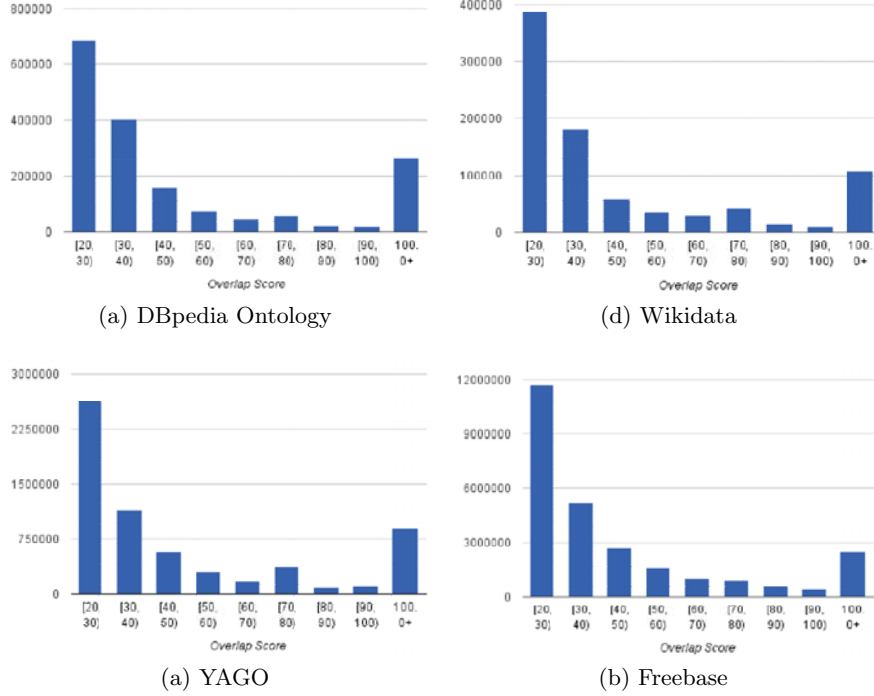 800000
600000
400000
200000
0
[20, [30, [40, [50, [60, [70, [80, [90, 100.
30) 40) 50) 60) 70) 80) 90) 100) 0+
Overlap Score
(a) DBpedia Ontology
400000
300000
200000
100000
0
[20, [30, [40, [50, [60, [70, [80, [90, 100.
30) 40) 50) 60) 70) 80) 90) 100) 0+
Overlap Score
(d) Wikidata
3000000
2250000
1500000
750000
0
[20, [30, [40, [50, [60, [70, [80, [90, 100.
30) 40) 50) 60) 70) 80) 90) 100) 0+
Overlap Score
(a) YAGO
12000000
9000000
6000000
3000000
0
[20, [30, [40, [50, [60, [70, [80, [90, 100.
30) 40) 50) 60) 70) 80) 90) 100) 0+
Overlap Score
(b) Freebase